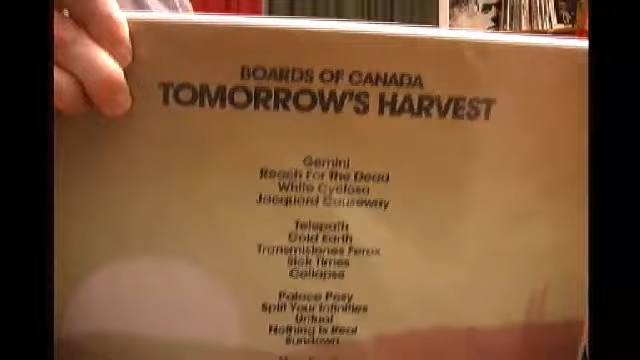 BOARDS OF CANADA
TOMORROW'S HARVEST
Gemini
Reach For The Dead
White Cyclosa
Jacquard Causeway
Telepath
Cold Earth
Transmisiones Ferox
Sick Times
Collapse
Palace Posy
Split Your Infinities
Uritual
Nothing Is Real
Sundown